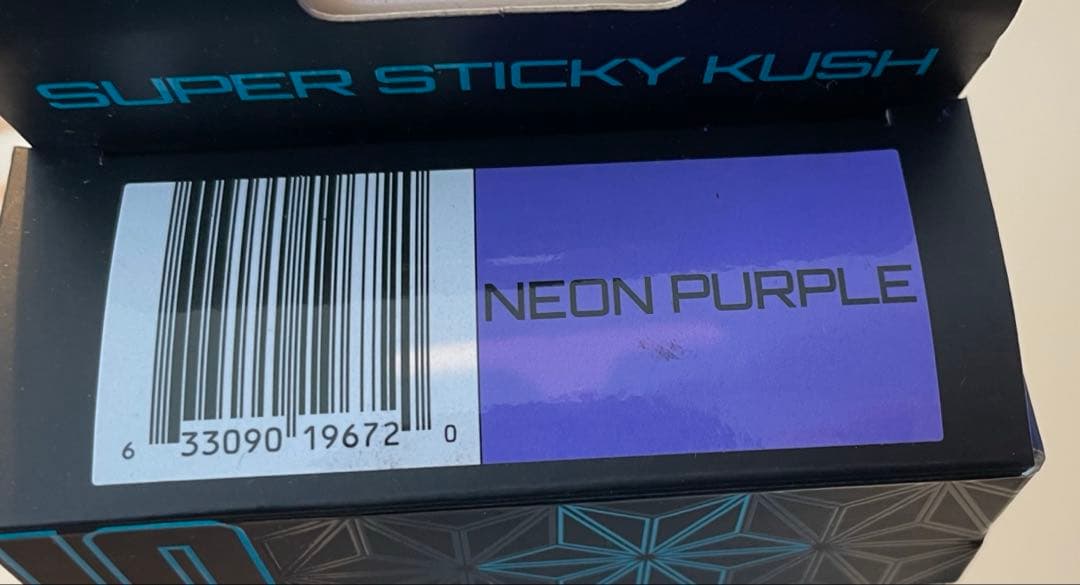 SUPER STICKY KUSH
NEON PURPLE
6 33090 19672 0